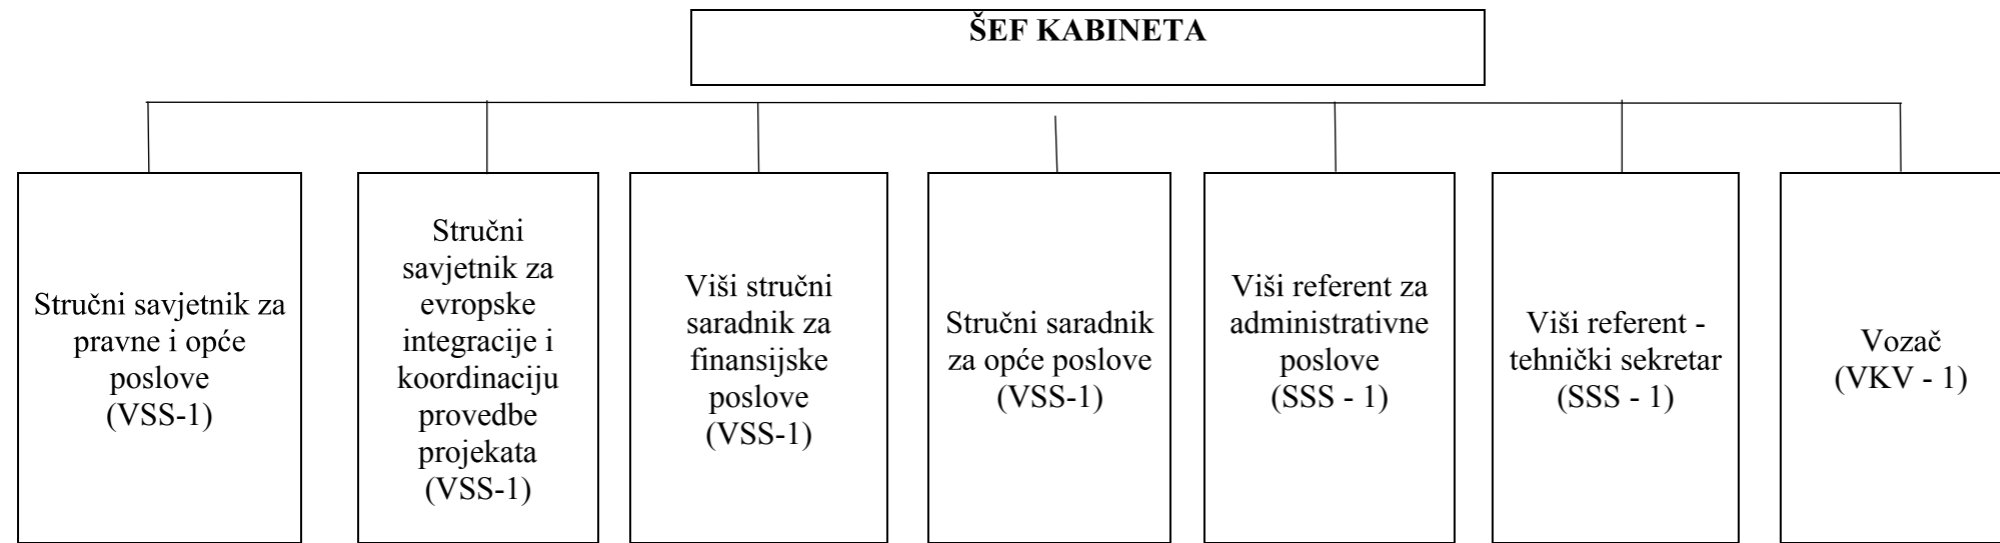 ŠEF KABINETA
Stručni savjetnik za
pravne i opće
poslove
(VSS-1)
Stručni
savjetnik za
evropske
integracije i
koordinaciju
provedbe
projekata
(VSS-1)
Viši stručni
saradnik za
finansijske
poslove
(VSS-1)
Stručni saradnik
za opće poslove
(VSS-1)
Viši referent za
administrativne
poslove
(SSS - 1)
Viši referent -
tehnički sekretar
(SSS - 1)
Vozač
(VKV - 1)